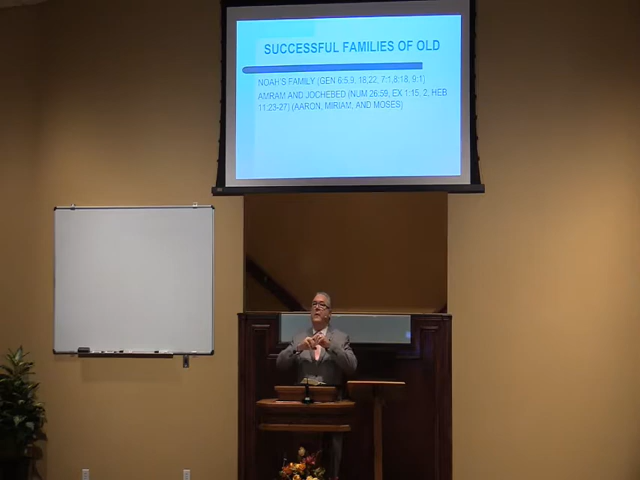 SUCCESSFUL FAMILIES OF OLD
NOAH'S FAMILY (GEN 6:5.9, 18,22; 7:1,8:18, 9:1)
AMRAM AND JOCHEBED (NUM 26:59, EX 1:15, 2, HEB
11:23-27) (AARON, MIRIAM, AND MOSES)